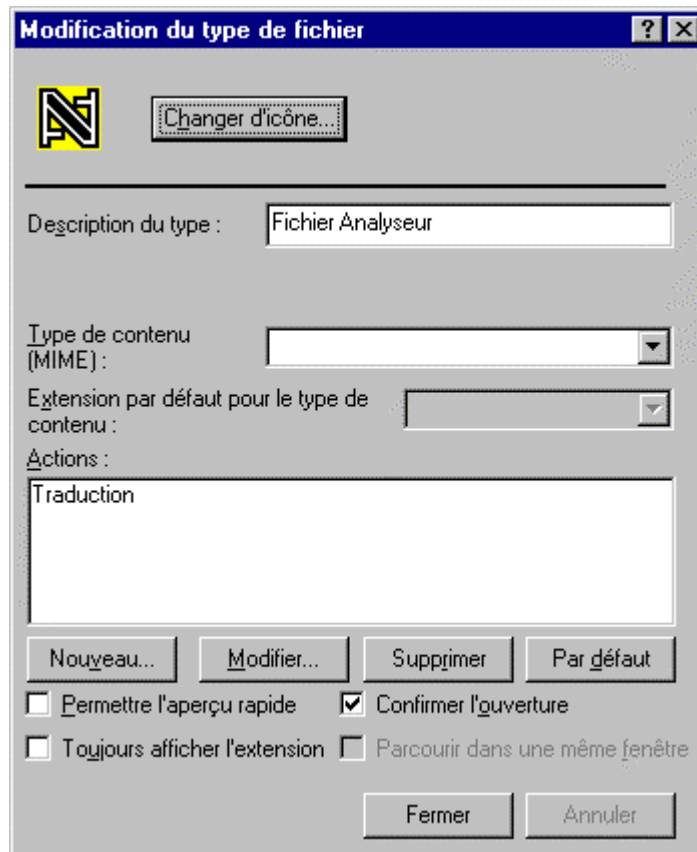 Modification du type de fichier
Changer d'icône...
Description du type :
Fichier Analyseur
Type de contenu
(MIME) :
Extension par défaut pour le type de
contenu :
Actions :
Traduction
Nouveau...
Modifier...
Supprimer
Par défaut
Permettre l'aperçu rapide
Confirmer l'ouverture
Toujours afficher l'extension
Parcourir dans une même fenêtre
Fermer
Annuler